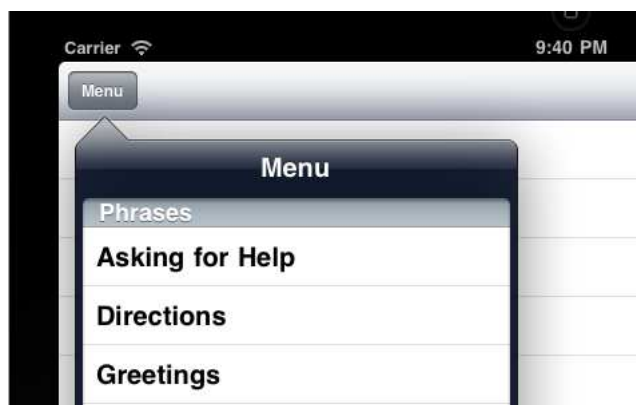 Carrier 9:40 PM
Menu
Menu
Phrases
Asking for Help
Directions
Greetings